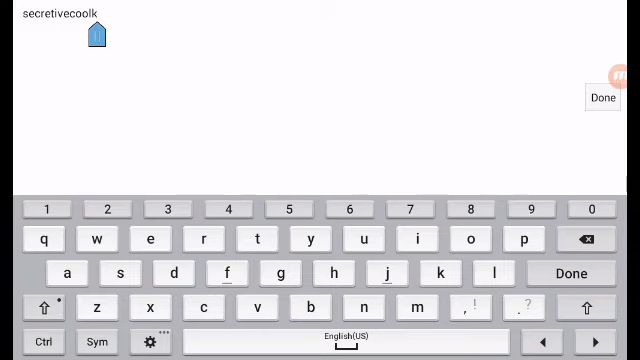 secretivecoolk
Done
1 2 3 4 5 6 7 8 9 0
q w e r t y u i o p
a s d f g h j k l Done
z x c v b n m , ! . ?
Ctrl Sym English(US)